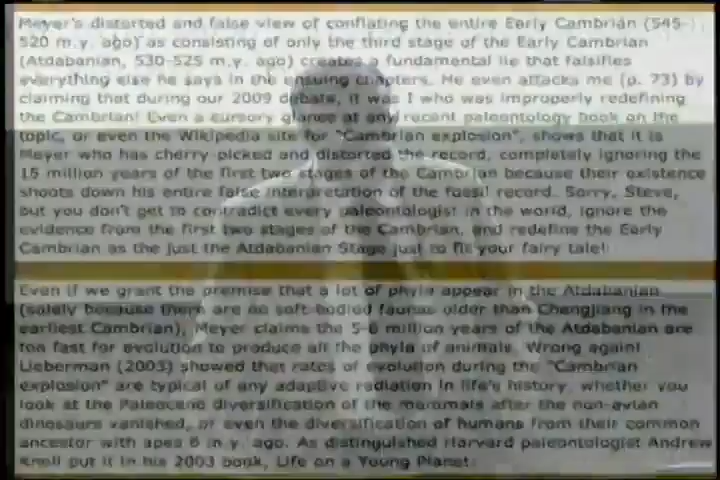 Meyer's distorted and false view of conflating the entire Early Cambrian (545-
520 m.y. ago) as consisting of only the third stage of the Early Cambrian
(Atdabanian, 530-525 m.y. ago) creates a fundamental lie that falsifies
everything else he says in the ensuing chapters. He even attacks me (p. 73) by
claiming that during our 2009 debate, it was I who was improperly redefining
the Cambrian! Even a cursory glance at any recent paleontology book on the
topic, or even the Wikipedia site for "Cambrian explosion", shows that it is
Meyer who has cherry-picked and distorted the record, completely ignoring the
15 million years of the first two stages of the Cambrian because their existence
shoots down his entire false interpretation of the fossil record. Sorry, Steve,
but you don't get to contradict every paleontologist in the world, ignore the
evidence from the first two stages of the Cambrian, and redefine the Early
Cambrian as the just the Atdabanian Stage just to fit your fairy tale!
Even if we grant the premise that a lot of phyla appear in the Atdabanian
(solely because there are no soft-bodied faunas older than Chengjiang in the
earliest Cambrian), Meyer claims the 5-6 million years of the Atdabanian are
too fast for evolution to produce all the phyla of animals. Wrong again!
Lieberman (2003) showed that rates of evolution during the "Cambrian
explosion" are typical of any adaptive radiation in life's history, whether you
look at the Paleocene diversification of the mammals after the non-avian
dinosaurs vanished, or even the diversification of humans from their common
ancestor with apes 6 m.y. ago. As distinguished Harvard paleontologist Andrew
Knoll put it in his 2003 book, Life on a Young Planet: